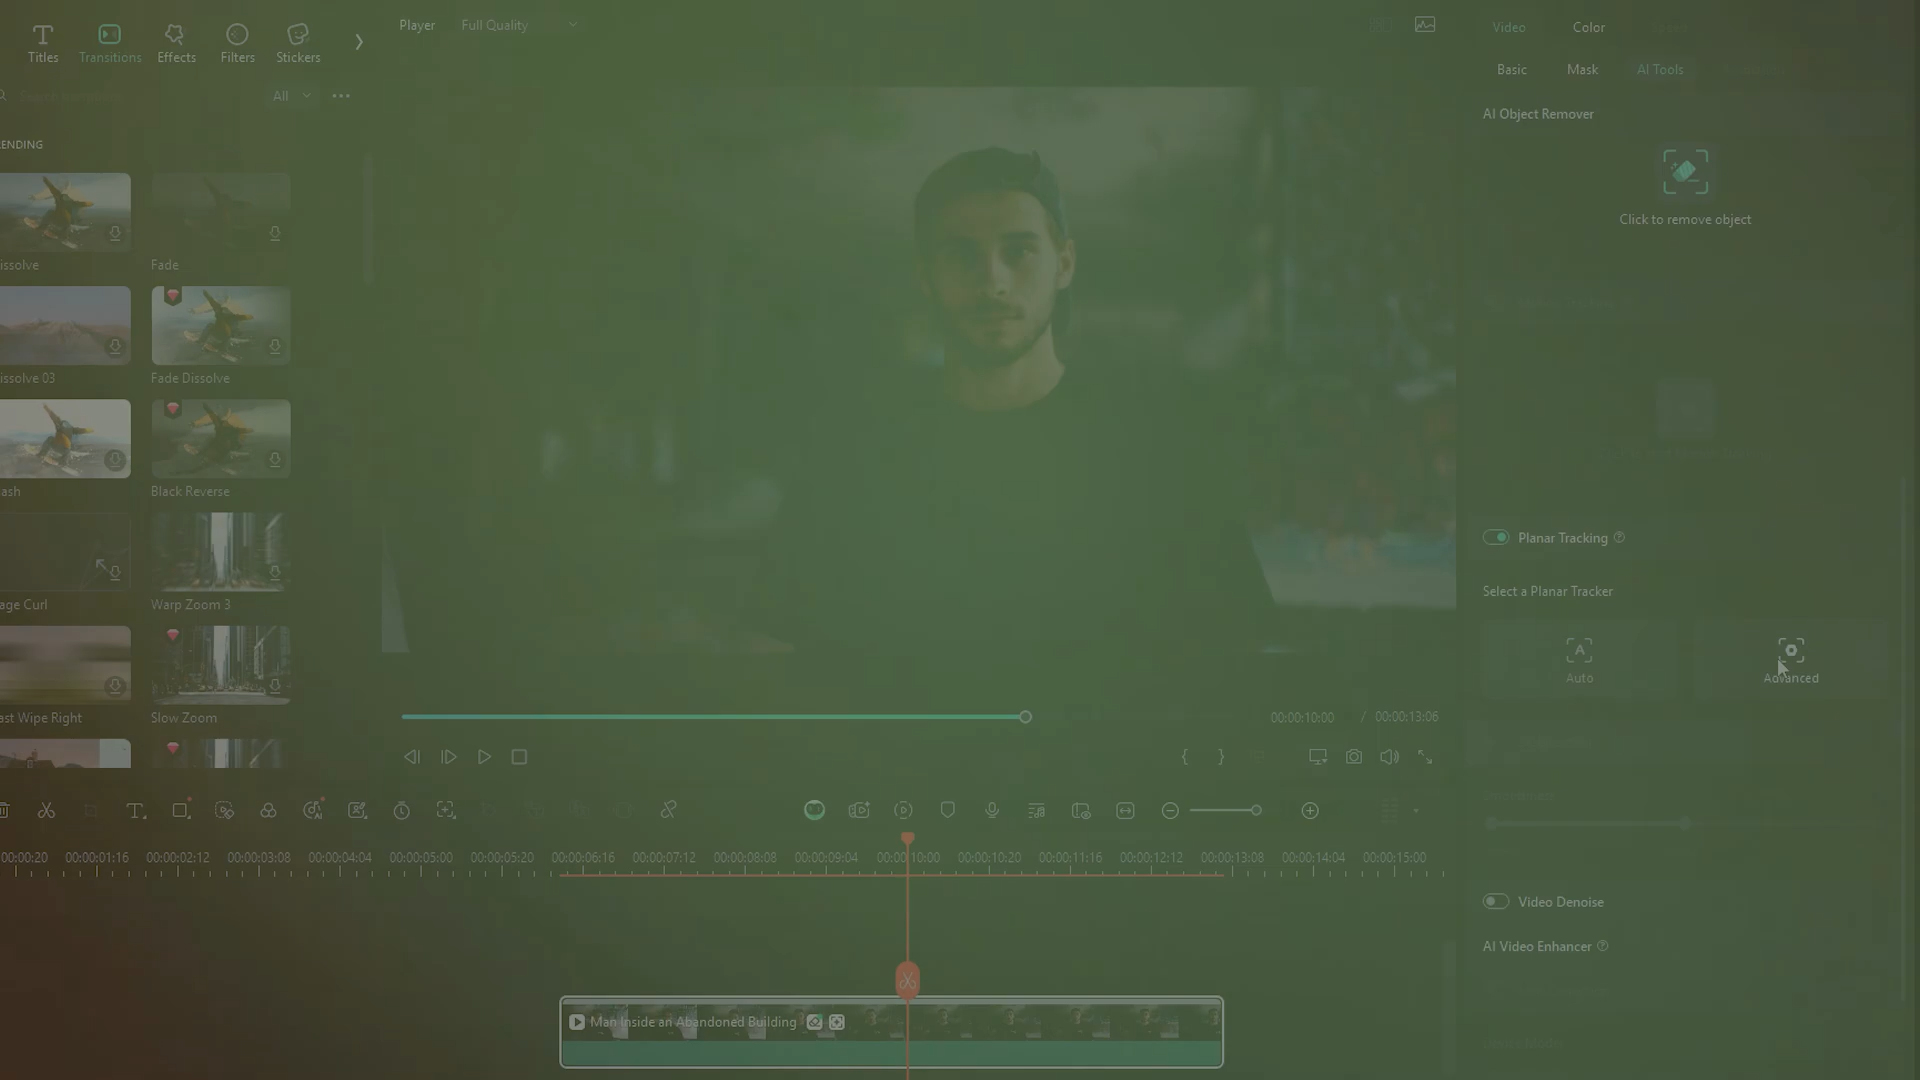 Titles
Transitions
Effects
Filters
Stickers
Player
Full Quality
Video
Color
Basic
Mask
AI Tools
All
ENDING
AI Object Remover
Click to remove object
issolve
Fade
issolve 03
Fade Dissolve
ash
Black Reverse
age Curl
Warp Zoom 3
ast Wipe Right
Slow Zoom
Planar Tracking
Select a Planar Tracker
A
Auto
Advanced
00:00:10:00 / 00:00:13:06
{ }
00:00:20 00:00:01:16 00:00:02:12 00:00:03:08 00:00:04:04 00:00:05:00 00:00:05:20 00:00:06:16 00:00:07:12 00:00:08:08 00:00:09:04 00:00:10:00 00:00:10:20 00:00:11:16 00:00:12:12 00:00:13:08 00:00:14:04 00:00:15:00
Video Denoise
AI Video Enhancer
Man Inside an Abandoned Building